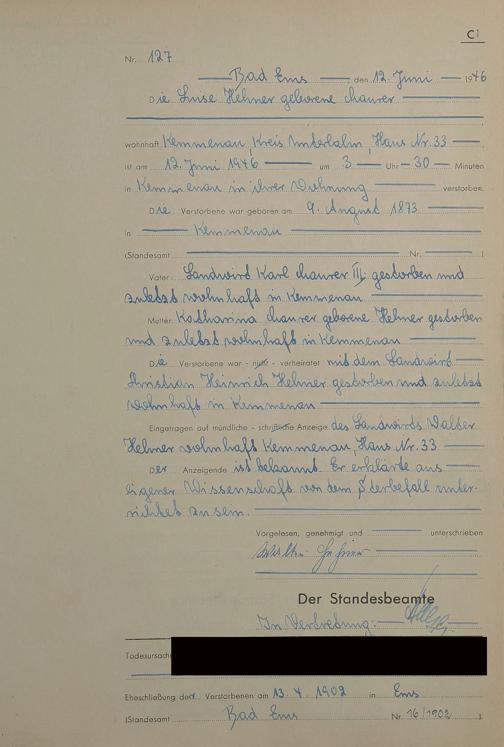 C1
Nr. 127
Bad Ems den 12. Juni 1946
Die Luise Hehner geborene Maurer
wohnhaft Kemmenau, Kreis Unterlahn, Haus Nr. 33
ist am 12. Juni 1946 um 3 Uhr 30 Minuten
in Kemmenau in ihrer Wohnung verstorben.
Die Verstorbene war geboren am 9. August 1873
in Kemmenau
(Standesamt Nr. )
Vater: Landwirt Karl Maurer III, gestorben und
zuletzt wohnhaft in Kemmenau
Mutter: Katharina Maurer geborene Hehner gestorben
und zuletzt wohnhaft in Kemmenau
Die Verstorbene war - nicht - verheiratet mit dem Landwirt
Christian Heinrich Hehner gestorben und zuletzt
wohnhaft in Kemmenau
Eingetragen auf mündliche - schriftliche Anzeige des Landwirts Walter
Hehner wohnhaft Kemmenau, Haus Nr. 33
Der Anzeigende ist bekannt. Er erklärte aus
eigener Wissenschaft von dem Sterbefall unter-
richtet zu sein.
Vorgelesen, genehmigt und unterschrieben
Der Standesbeamte
In Vertretung:
Todesursache
Eheschließung der Verstorbenen am 13. 4. 1902 in Ems
(Standesamt Bad Ems Nr. 16/1902 ).